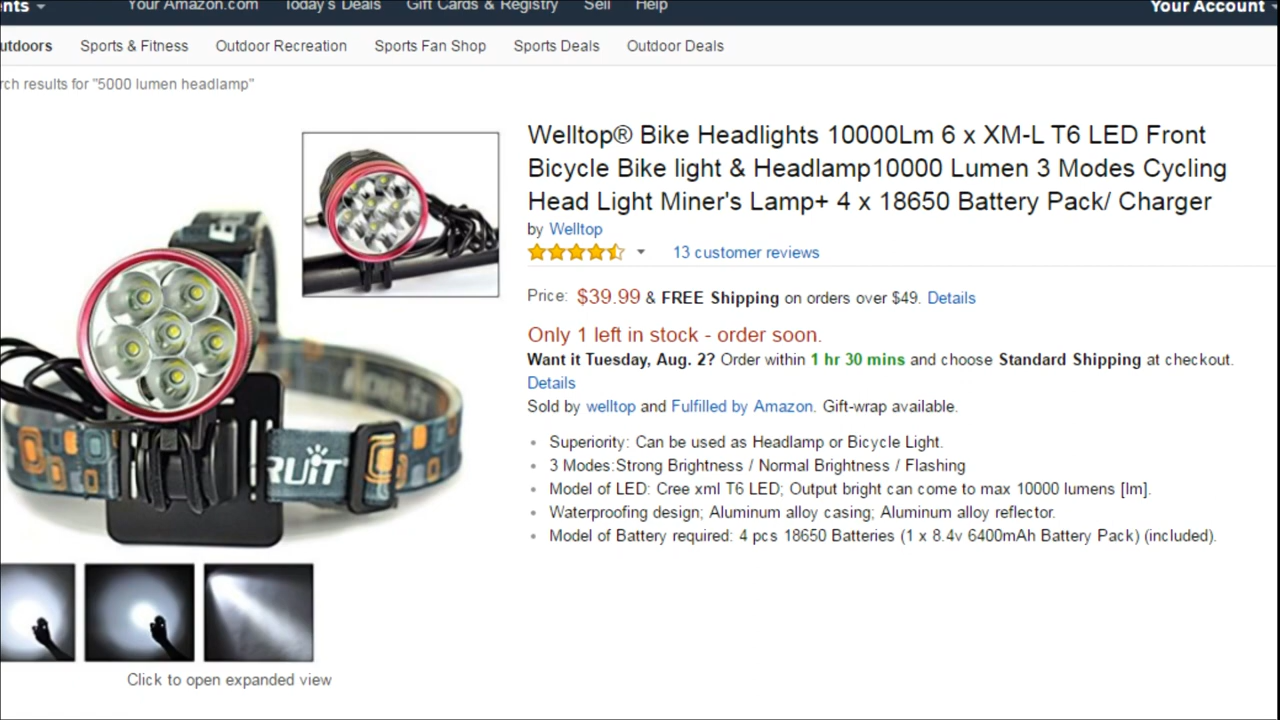 nts
Your Amazon.com Today's Deals Gift Cards & Registry Sell Help
Your Account
utdoors Sports & Fitness Outdoor Recreation Sports Fan Shop Sports Deals Outdoor Deals
rch results for "5000 lumen headlamp"
Welltop® Bike Headlights 10000Lm 6 x XM-L T6 LED Front
Bicycle Bike light & Headlamp10000 Lumen 3 Modes Cycling
Head Light Miner's Lamp+ 4 x 18650 Battery Pack/ Charger
by Welltop
13 customer reviews
Price: $39.99 & FREE Shipping on orders over $49. Details
Only 1 left in stock - order soon.
Want it Tuesday, Aug. 2? Order within 1 hr 30 mins and choose Standard Shipping at checkout.
Details
Sold by welltop and Fulfilled by Amazon. Gift-wrap available.
Superiority: Can be used as Headlamp or Bicycle Light.
3 Modes:Strong Brightness / Normal Brightness / Flashing
Model of LED: Cree xml T6 LED; Output bright can come to max 10000 lumens [lm].
Waterproofing design; Aluminum alloy casing; Aluminum alloy reflector.
Model of Battery required: 4 pcs 18650 Batteries (1 x 8.4v 6400mAh Battery Pack) (included).
RUIT
Click to open expanded view